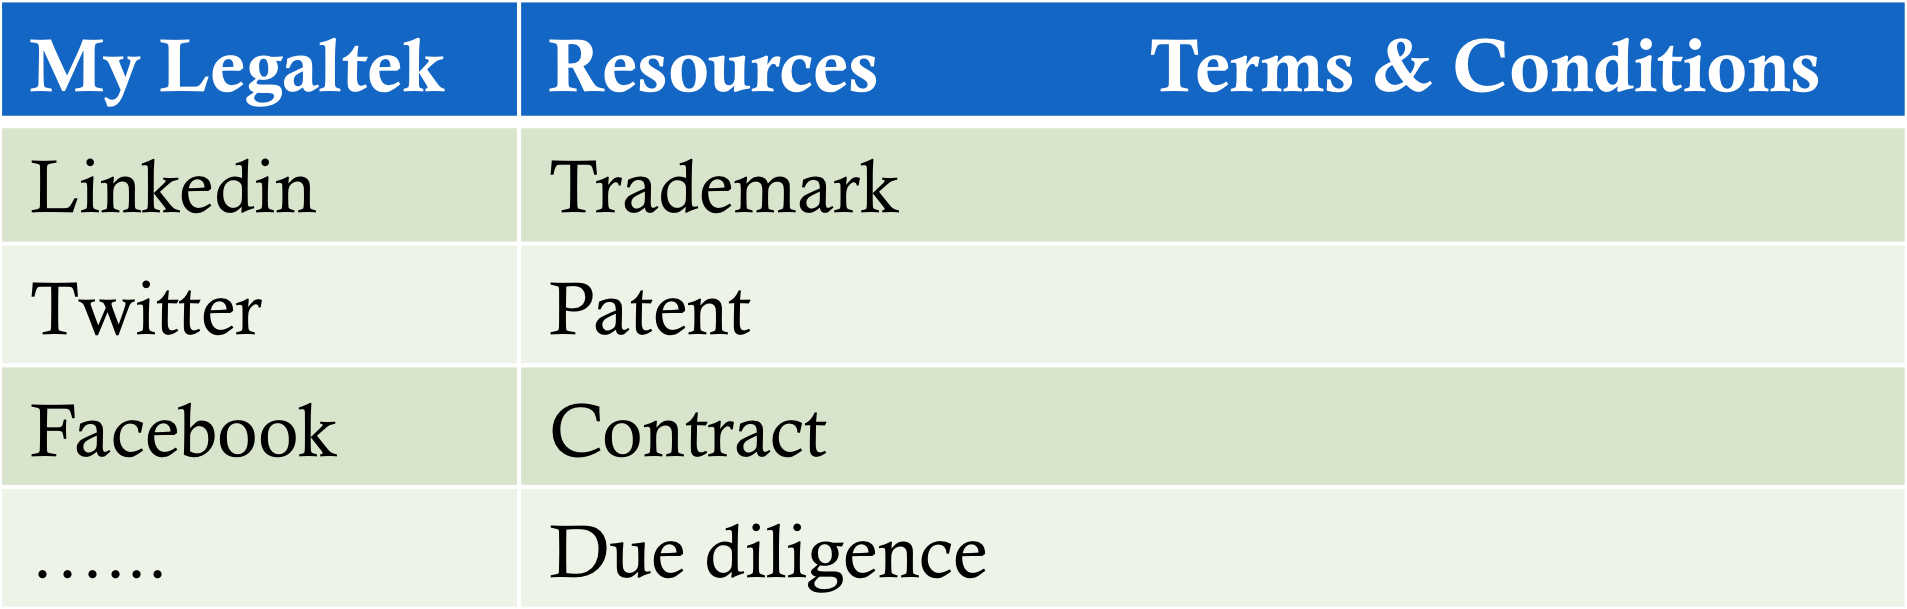 My Legaltek Resources Terms & Conditions
Linkedin Trademark
Twitter Patent
Facebook Contract
…... Due diligence